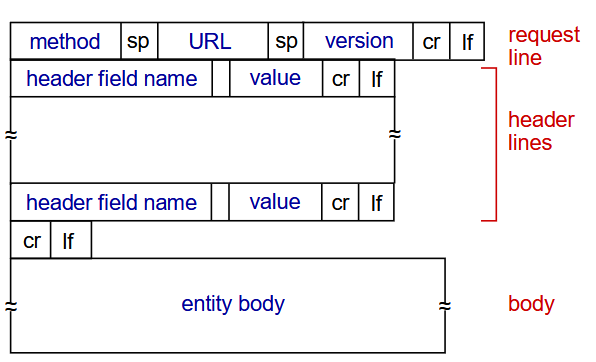 method sp URL sp version cr lf request line
header field name value cr lf
header lines
header field name value cr lf
cr lf
entity body body